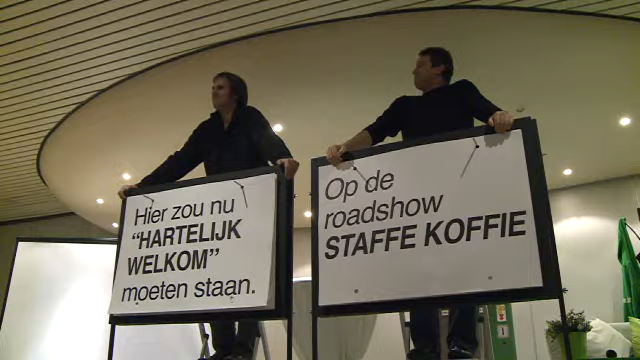 Hier zou nu
“HARTELIJK
WELKOM”
moeten staan.
Op de
roadshow
STAFFE KOFFIE